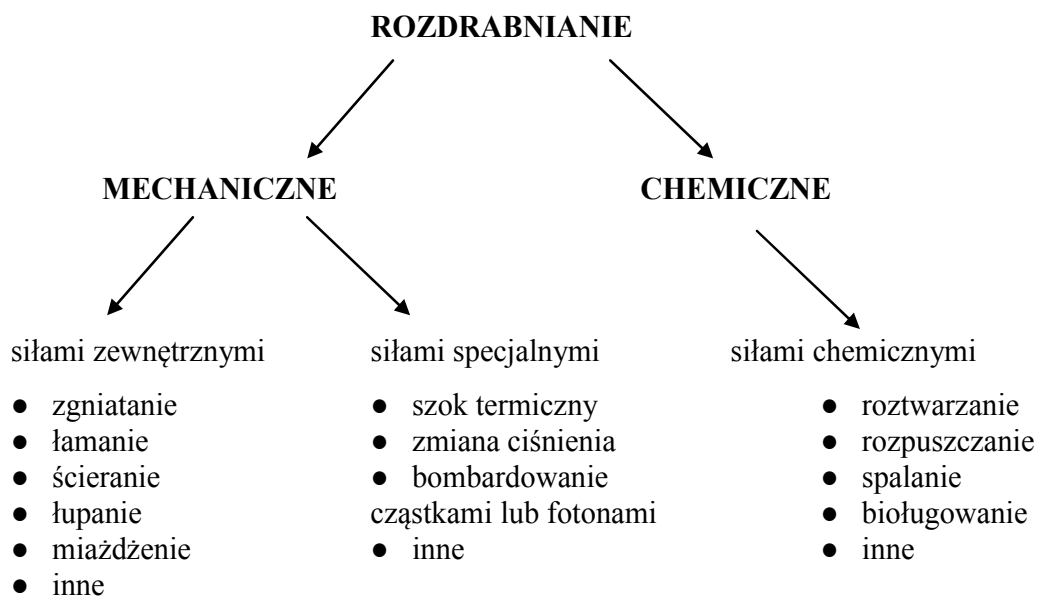 ROZDRABNIANIE
MECHANICZNE
CHEMICZNE
siłami zewnętrznymi
● zgniatanie
● łamanie
● ścieranie
● łupanie
● miażdżenie
● inne
siłami specjalnymi
● szok termiczny
● zmiana ciśnienia
● bombardowanie
cząstkami lub fotonami
● inne
siłami chemicznymi
● roztwarzanie
● rozpuszczanie
● spalanie
● bioługowanie
● inne